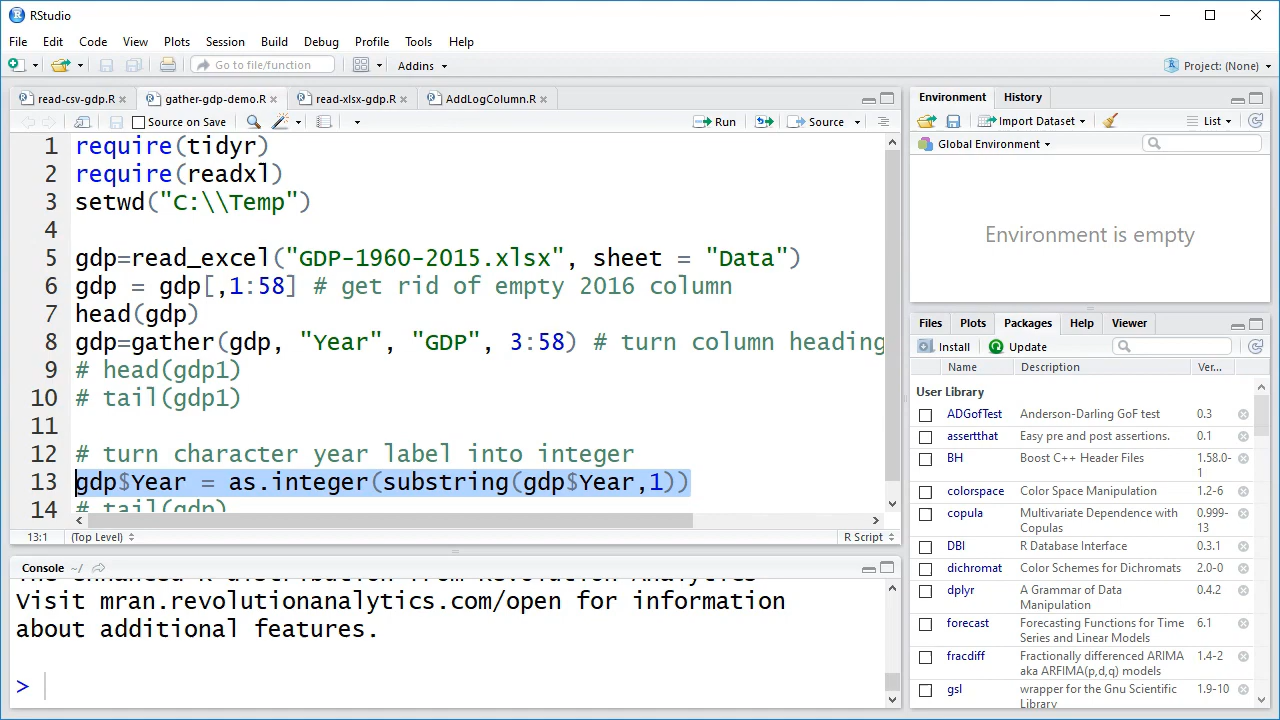 RStudio
File Edit Code View Plots Session Build Debug Profile Tools Help
Go to file/function Addins Project: (None)
read-csv-gdp.R gather-gdp-demo.R read-xlsx-gdp.R AddLogColumn.R
Source on Save Run Source
1 require(tidyr)
2 require(readxl)
3 setwd("C:\\Temp")
4
5 gdp=read_excel("GDP-1960-2015.xlsx", sheet = "Data")
6 gdp = gdp[,1:58] # get rid of empty 2016 column
7 head(gdp)
8 gdp=gather(gdp, "Year", "GDP", 3:58) # turn column heading
9 # head(gdp1)
10 # tail(gdp1)
11
12 # turn character year label into integer
13 gdp$Year = as.integer(substring(gdp$Year,1))
14 # tail(gdp)
13:1 (Top Level) R Script
Console ~/
The enhanced R distribution from Revolution Analytics
Visit mran.revolutionanalytics.com/open for information
about additional features.
>
Environment History
Import Dataset List
Global Environment
Environment is empty
Files Plots Packages Help Viewer
Install Update
Name Description Ver...
User Library
ADGofTest Anderson-Darling GoF test 0.3
assertthat Easy pre and post assertions. 0.1
BH Boost C++ Header Files 1.58.0-
1
colorspace Color Space Manipulation 1.2-6
copula Multivariate Dependence with 0.999-
Copulas 13
DBI R Database Interface 0.3.1
dichromat Color Schemes for Dichromats 2.0-0
dplyr A Grammar of Data 0.4.2
Manipulation
forecast Forecasting Functions for Time 6.1
Series and Linear Models
fracdiff Fractionally differenced ARIMA 1.4-2
aka ARFIMA(p,d,q) models
gsl wrapper for the Gnu Scientific 1.9-10
Library